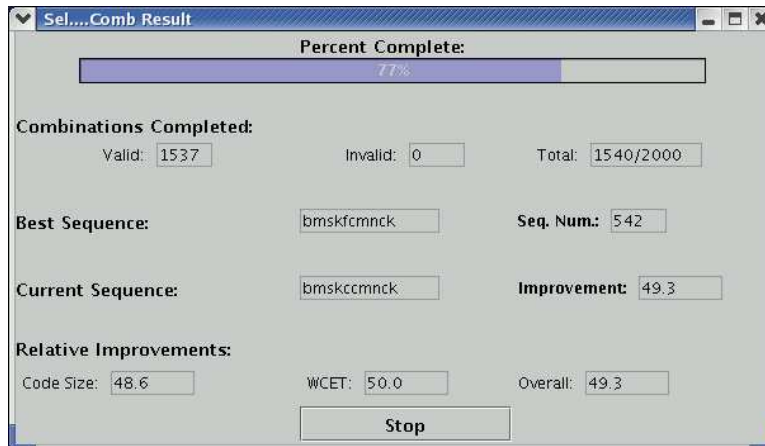 Sel....Comb Result
Percent Complete:
77%
Combinations Completed:
Valid: 1537 Invalid: 0 Total: 1540/2000
Best Sequence: bmskfcmnck Seq. Num.: 542
Current Sequence: bmskccmnck Improvement: 49.3
Relative Improvements:
Code Size: 48.6 WCET: 50.0 Overall: 49.3
Stop